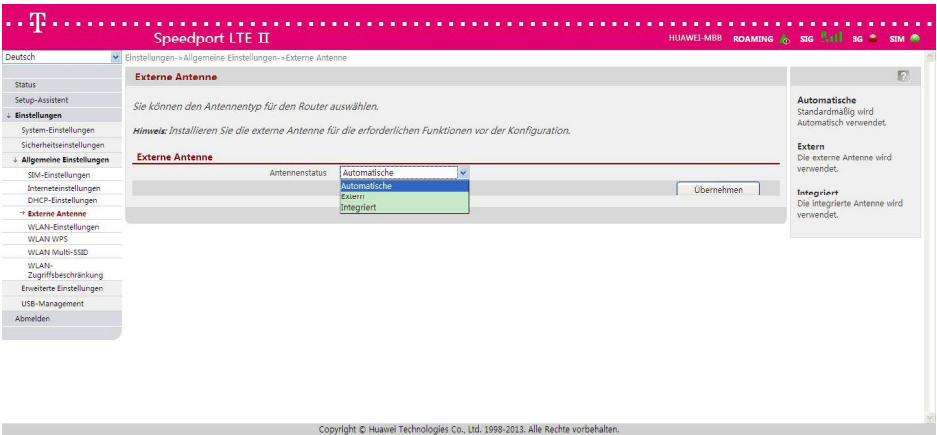 T
Speedport LTE II
HUAWEI-MBB ROAMING SIG 3G SIM
Deutsch
Einstellungen->Allgemeine Einstellungen->Externe Antenne
Status
Setup-Assistent
Einstellungen
System-Einstellungen
Sicherheitseinstellungen
Allgemeine Einstellungen
SIM-Einstellungen
Interneteinstellungen
DHCP-Einstellungen
Externe Antenne
WLAN-Einstellungen
WLAN WPS
WLAN Multi-SSID
WLAN-
Zugriffsbeschränkung
Erweiterte Einstellungen
USB-Management
Abmelden
Externe Antenne
Sie können den Antennentyp für den Router auswählen.
Hinweis: Installieren Sie die externe Antenne für die erforderlichen Funktionen vor der Konfiguration.
Externe Antenne
Antennenstatus Automatische
Automatische
Extern
Integriert
Übernehmen
?
Automatische
Standardmäßig wird
Automatisch verwendet.
Extern
Die externe Antenne wird
verwendet.
Integriert
Die integrierte Antenne wird
verwendet.
Copyright © Huawei Technologies Co., Ltd. 1998-2013. Alle Rechte vorbehalten.